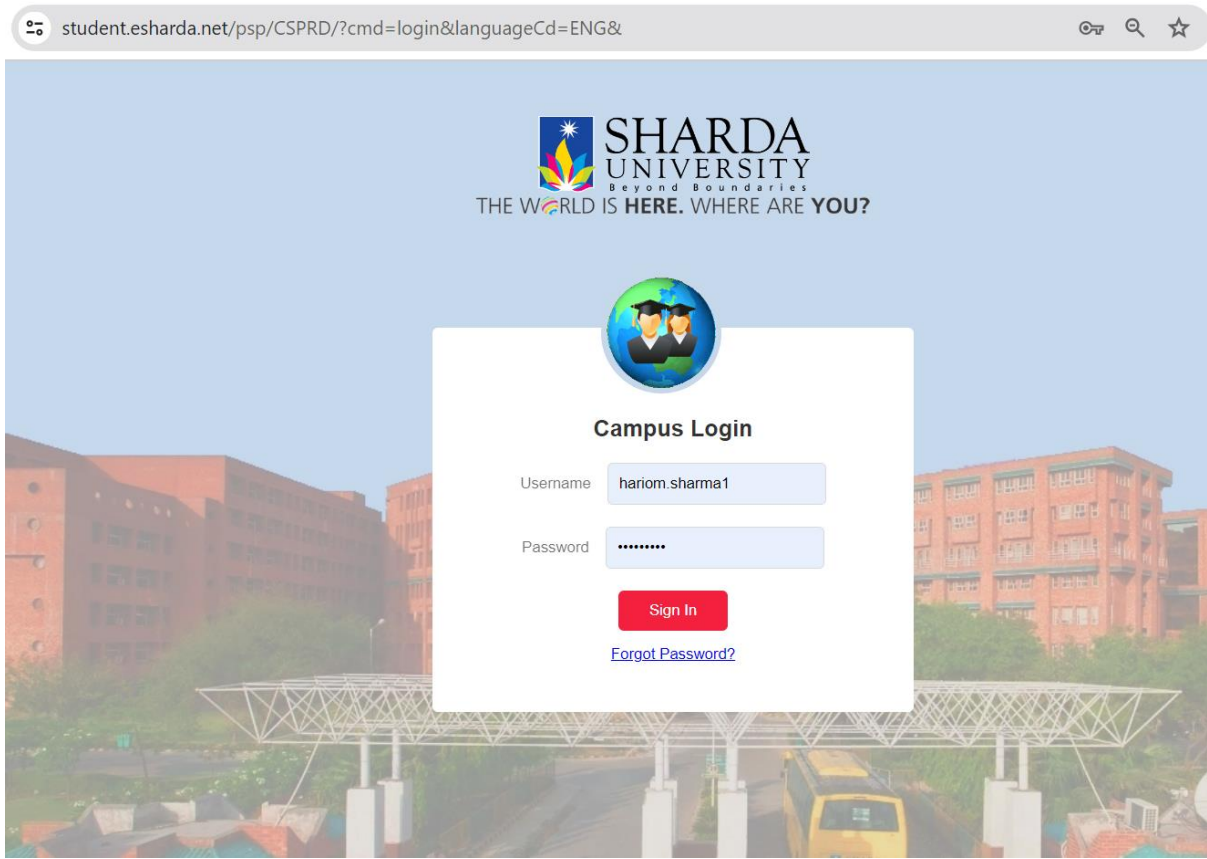 student.esharda.net/psp/CSPRD/?cmd=login&languageCd=ENG&
SHARDA
UNIVERSITY
Beyond Boundaries
THE WORLD IS HERE. WHERE ARE YOU?
Campus Login
Username hariom.sharma1
Password •••••••••
Sign In
Forgot Password?